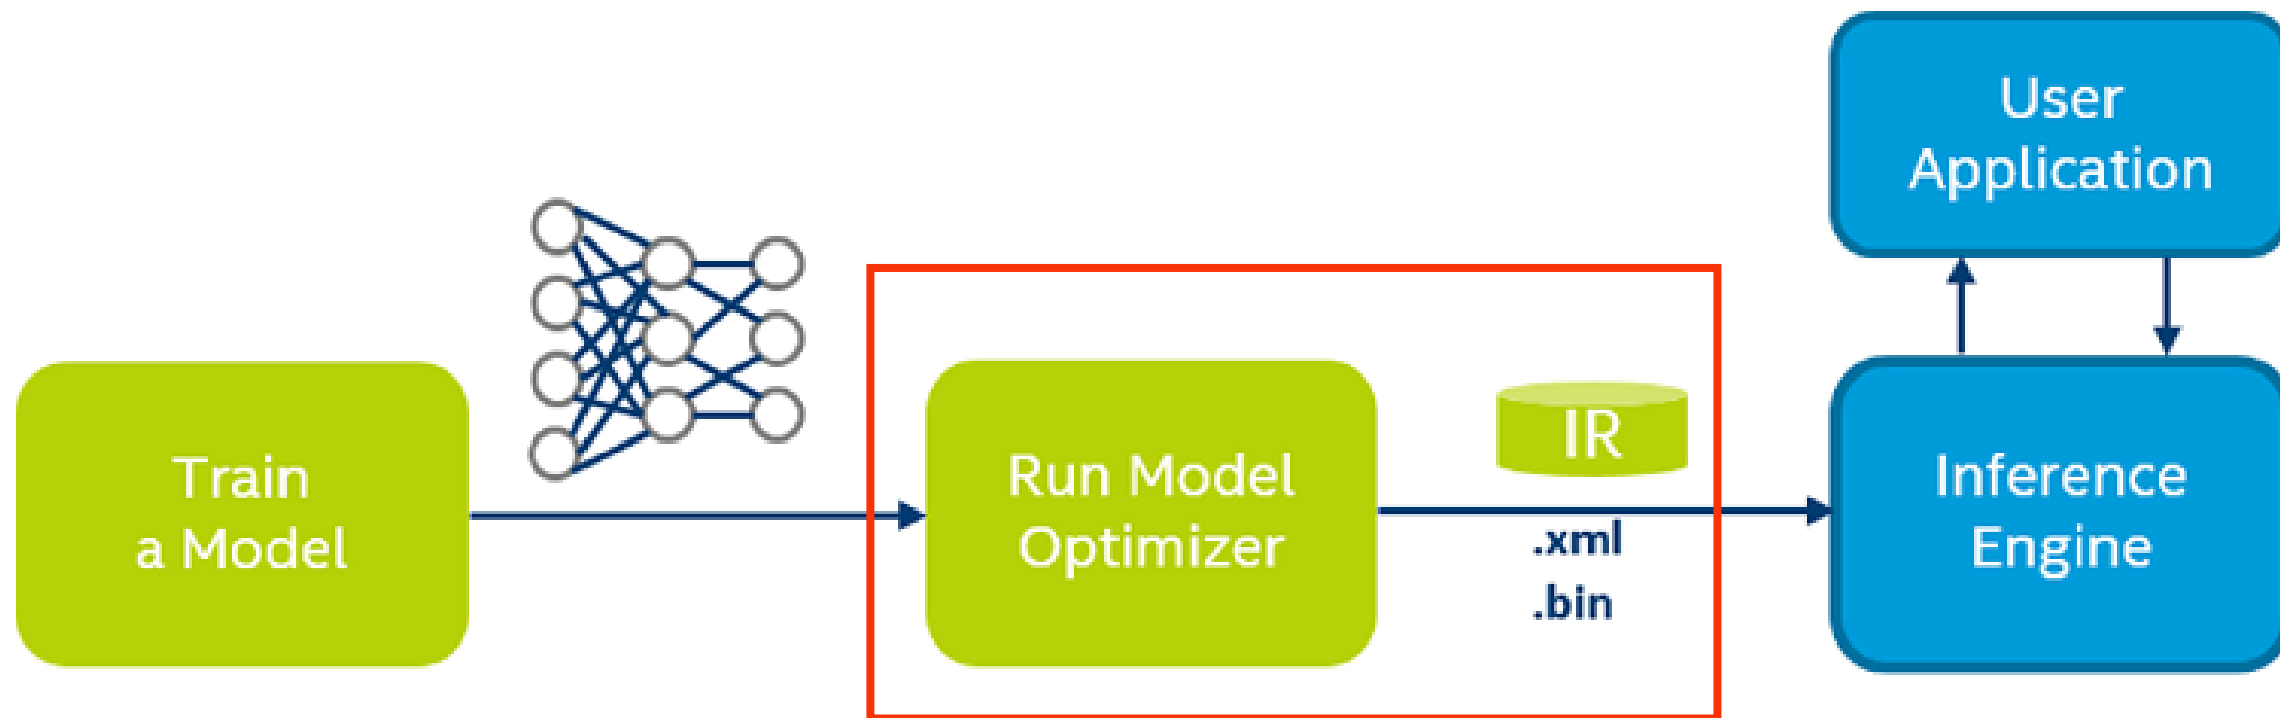 Train
a Model
Run Model
Optimizer
IR
.xml
.bin
User
Application
Inference
Engine